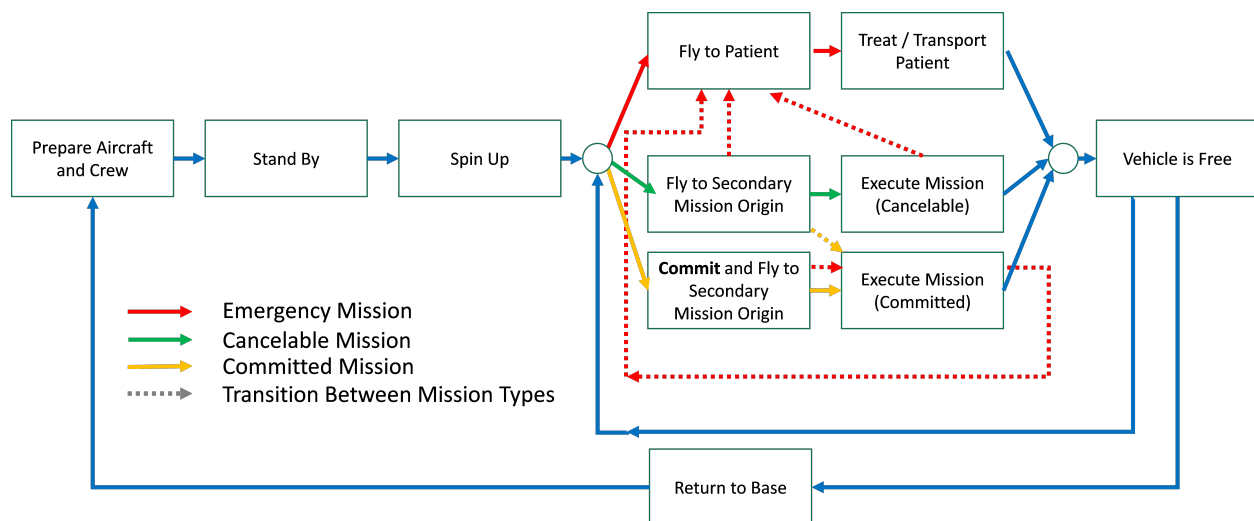 Fly to Patient
Treat / Transport
Patient
Prepare Aircraft
and Crew
Stand By
Spin Up
Fly to Secondary
Mission Origin
Execute Mission
(Cancelable)
Vehicle is Free
Commit and Fly to
Secondary
Mission Origin
Execute Mission
(Committed)
Emergency Mission
Cancelable Mission
Committed Mission
Transition Between Mission Types
Return to Base